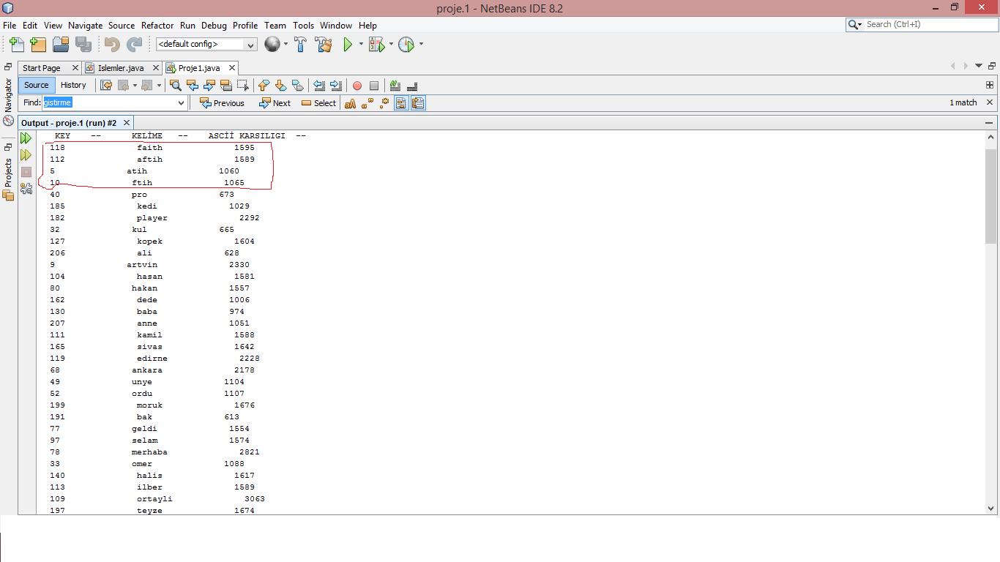 proje.1 - NetBeans IDE 8.2
File Edit View Navigate Source Refactor Run Debug Profile Team Tools Window Help
Search (Ctrl+I)
<default config>
Start Page Islemler.java Proje1.java
Navigator
Projects
Source History
Find: gistirme Previous Next Select 1 match
Output - proje.1 (run) #2
KEY -- KELİME -- ASCİİ KARSILIGI --
118 faith 1595
112 aftih 1589
5 atih 1060
10 ftih 1065
40 pro 673
185 kedi 1029
182 player 2292
32 kul 665
127 kopek 1604
206 ali 628
9 artvin 2330
104 hasan 1581
80 hakan 1557
162 dede 1006
130 baba 974
207 anne 1051
111 kamil 1588
165 sivas 1642
119 edirne 2228
68 ankara 2178
49 unye 1104
52 ordu 1107
199 moruk 1676
191 bak 613
77 geldi 1554
97 selam 1574
78 merhaba 2821
33 omer 1088
140 halis 1617
113 ilber 1589
109 ortayli 3063
197 teyze 1674